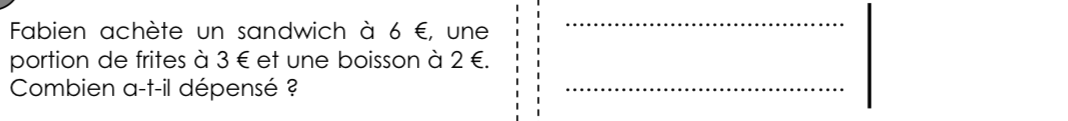 Fabien achète un sandwich à 6 €, une
portion de frites à 3 € et une boisson à 2 €.
Combien a-t-il dépensé ?